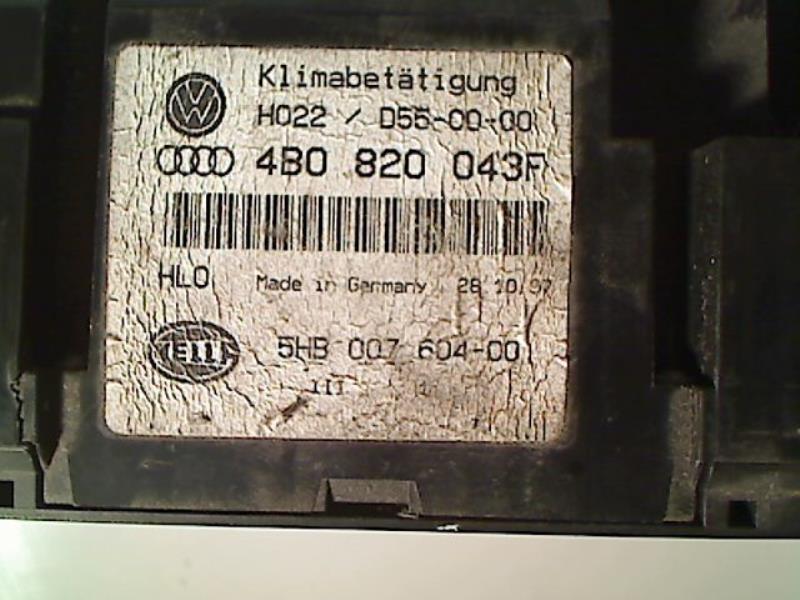 Klimabetätigung
H022 / D55-00-00
4B0 820 043F
HLO Made in Germany 28.10.97
5HB 007 604-00
III